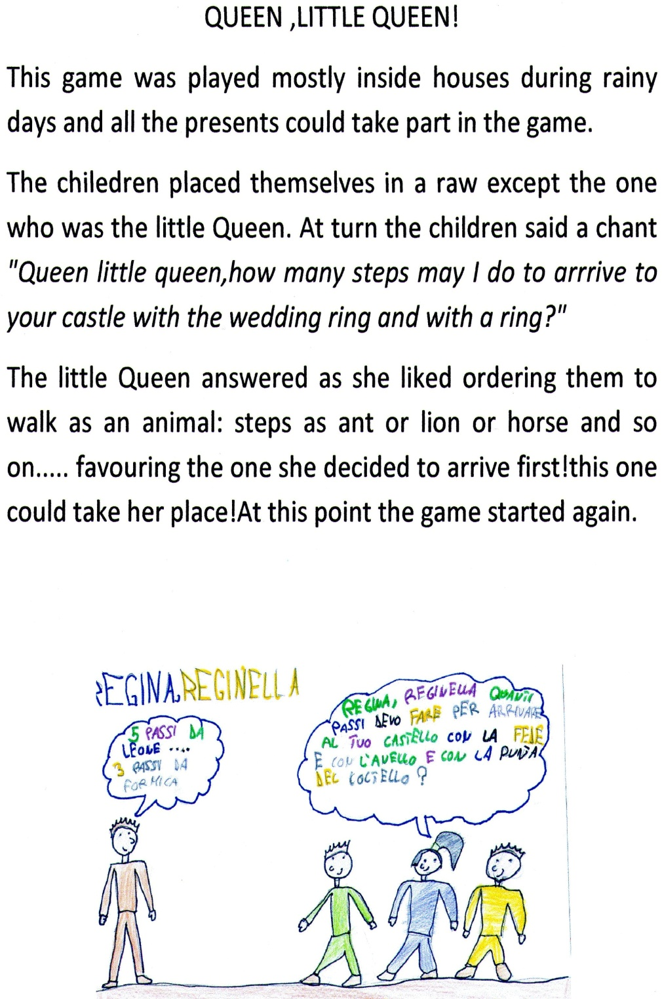 QUEEN ,LITTLE QUEEN!
This game was played mostly inside houses during rainy
days and all the presents could take part in the game.
The chiledren placed themselves in a raw except the one
who was the little Queen. At turn the children said a chant
"Queen little queen,how many steps may I do to arrrive to
your castle with the wedding ring and with a ring?"
The little Queen answered as she liked ordering them to
walk as an animal: steps as ant or lion or horse and so
on..... favouring the one she decided to arrive first!this one
could take her place!At this point the game started again.
REGINA,REGINELLA
5 PASSI DA
LEONE ....
3 PASSI DA
FORMICA
REGINA, REGINELLA QUANTI
PASSI DEVO FARE PER ARRIVARE
AL TUO CASTELLO CON LA FEDE
E CON L'ANELLO E CON LA PUNTA
DEL COLTELLO ?